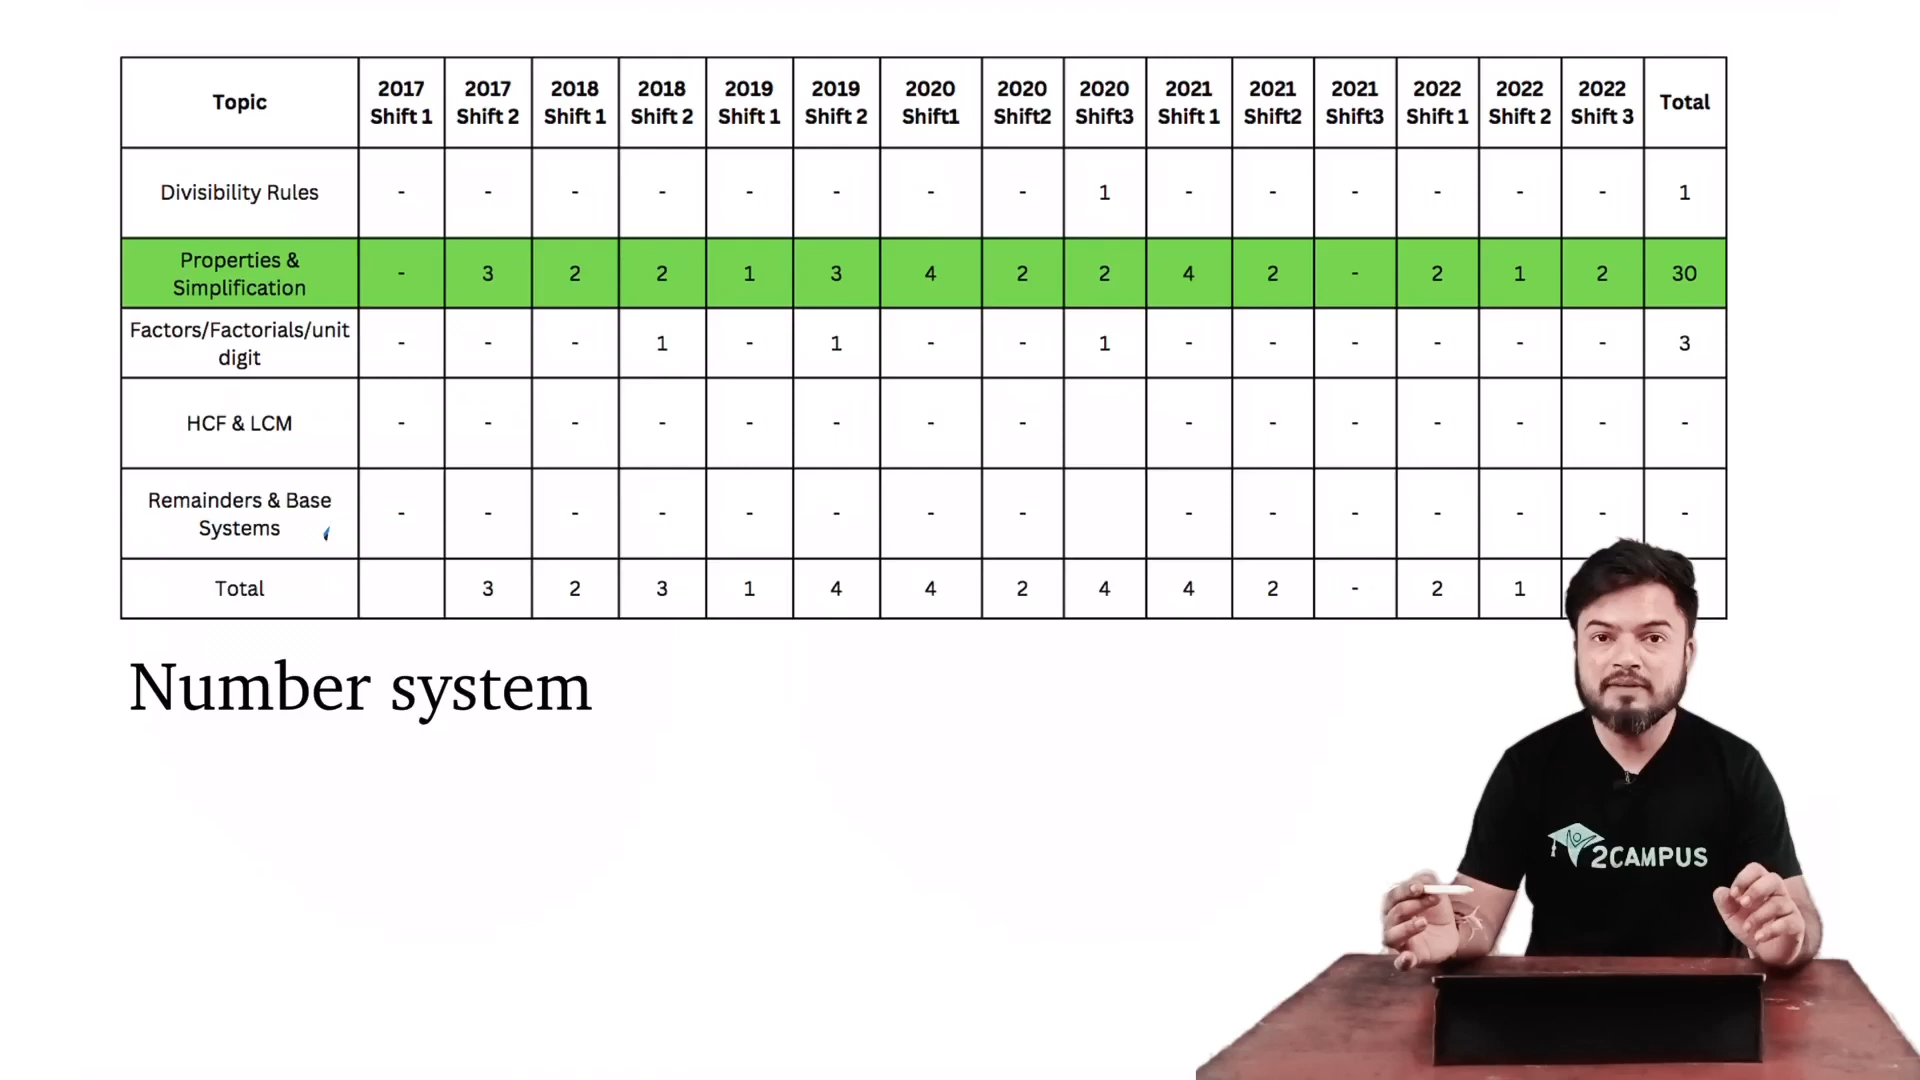 Topic 2017 Shift 1 2017 Shift 2 2018 Shift 1 2018 Shift 2 2019 Shift 1 2019 Shift 2 2020 Shift1 2020 Shift2 2020 Shift3 2021 Shift 1 2021 Shift2 2021 Shift3 2022 Shift 1 2022 Shift 2 2022 Shift 3 Total
Divisibility Rules - - - - - - - - 1 - - - - - - 1
Properties & Simplification - 3 2 2 1 3 4 2 2 4 2 - 2 1 2 30
Factors/Factorials/unit digit - - - 1 - 1 - - 1 - - - - - - 3
HCF & LCM - - - - - - - - - - - - - - -
Remainders & Base Systems - - - - - - - - - - - - - - -
Total 3 2 3 1 4 4 2 4 4 2 - 2 1
Number system
2CAMPUS